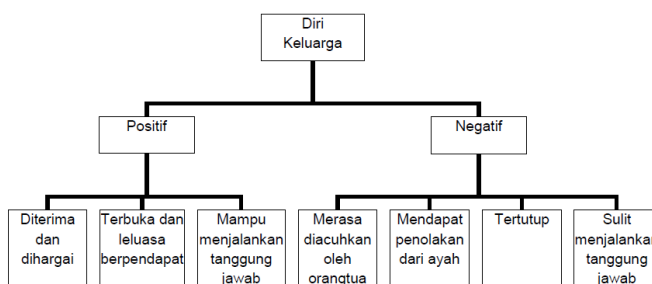 Diri
Keluarga
Positif
Negatif
Diterima
dan
dihargai
Terbuka dan
leluasa
berpendapat
Mampu
menjalankan
tanggung
jawab
Merasa
diacuhkan
oleh
orangtua
Mendapat
penolakan
dari ayah
Tertutup
Sulit
menjalankan
tanggung
jawab